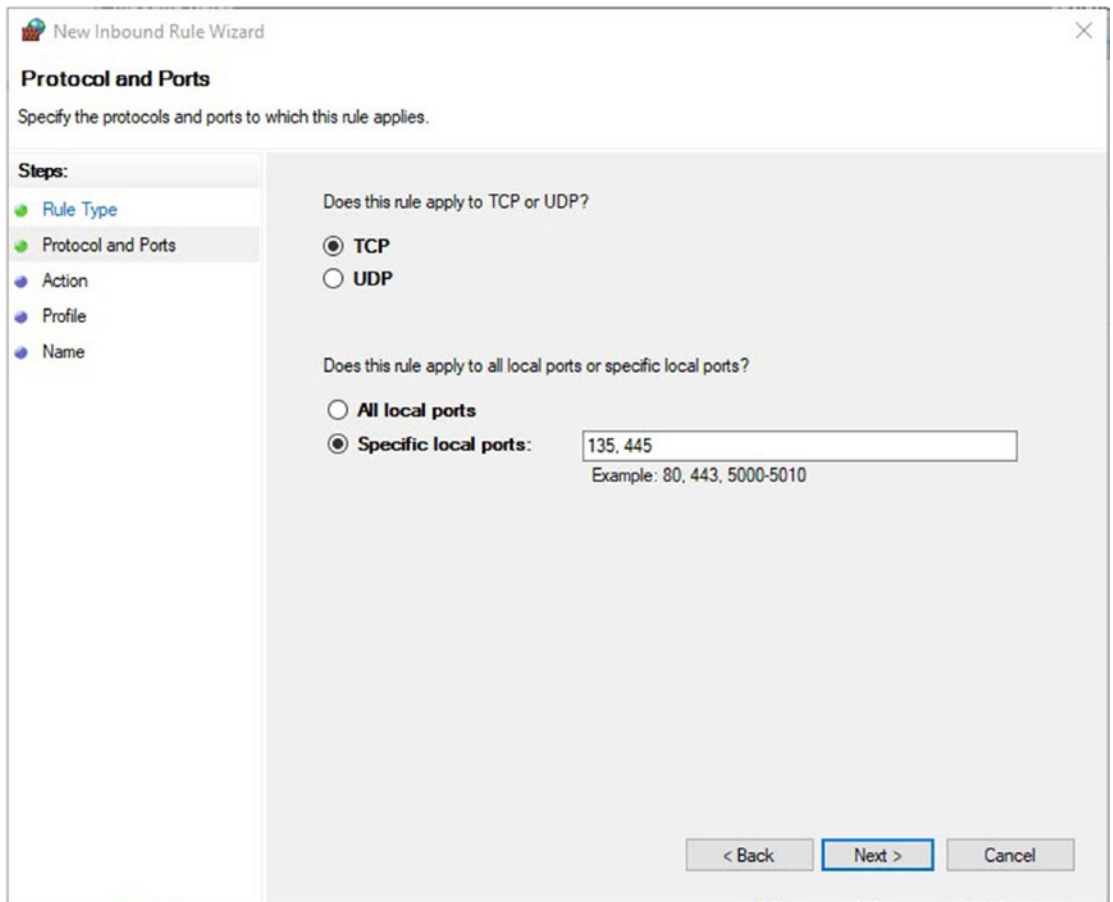 New Inbound Rule Wizard
Protocol and Ports
Specify the protocols and ports to which this rule applies.
Steps:
Rule Type
Protocol and Ports
Action
Profile
Name
Does this rule apply to TCP or UDP?
TCP
UDP
Does this rule apply to all local ports or specific local ports?
All local ports
Specific local ports: 135, 445
Example: 80, 443, 5000-5010
< Back Next > Cancel